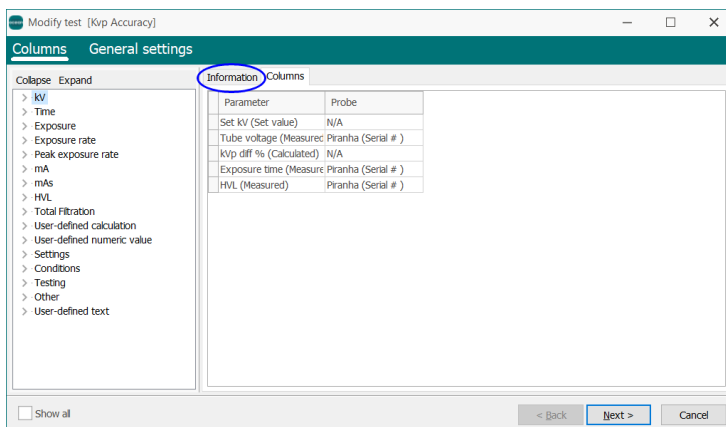 Modify test [Kvp Accuracy]
Columns General settings
Collapse Expand
kV
Time
Exposure
Exposure rate
Peak exposure rate
mA
mAs
HVL
Total Filtration
User-defined calculation
User-defined numeric value
Settings
Conditions
Testing
Other
User-defined text
Information Columns
Parameter Probe
Set kV (Set value) N/A
Tube voltage (Measured Piranha (Serial # )
kVp diff % (Calculated) N/A
Exposure time (Measure Piranha (Serial # )
HVL (Measured) Piranha (Serial # )
Show all
< Back Next > Cancel